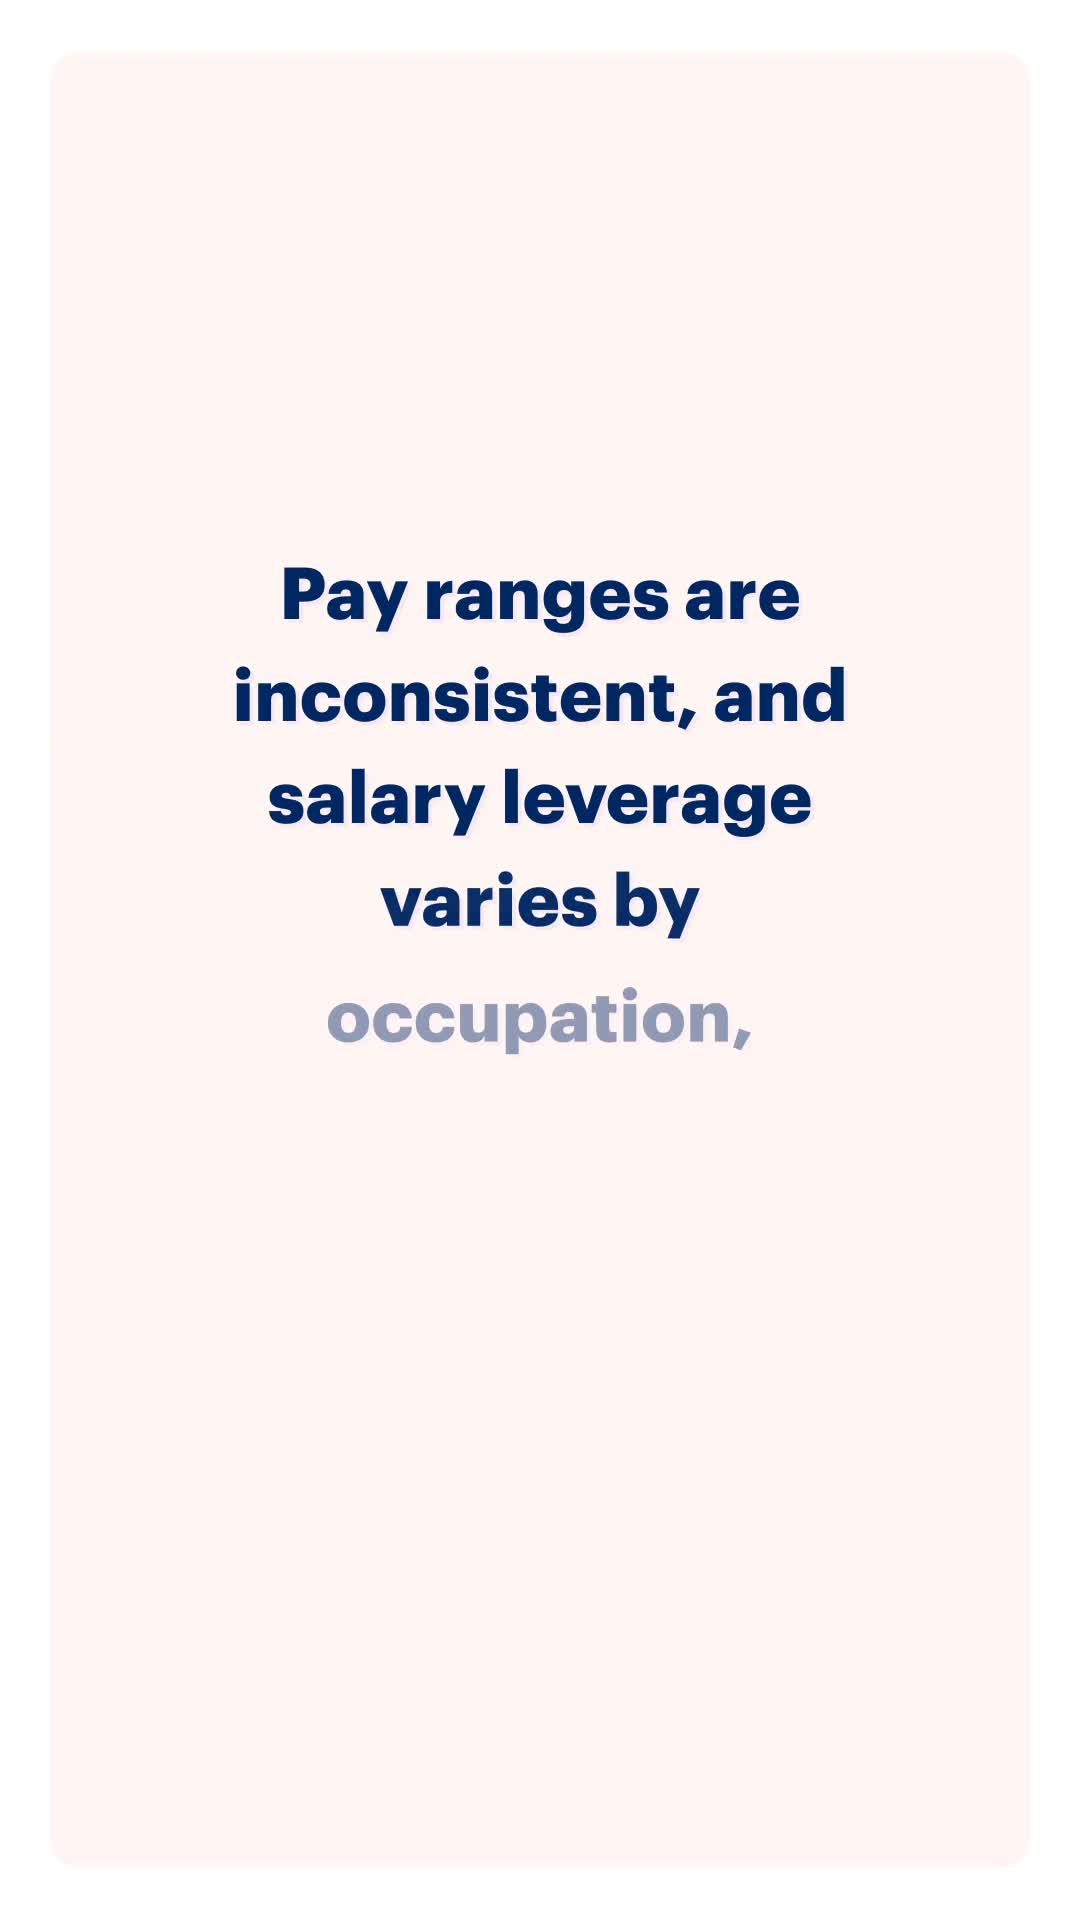 Pay ranges are
inconsistent, and
salary leverage
varies by
occupation,